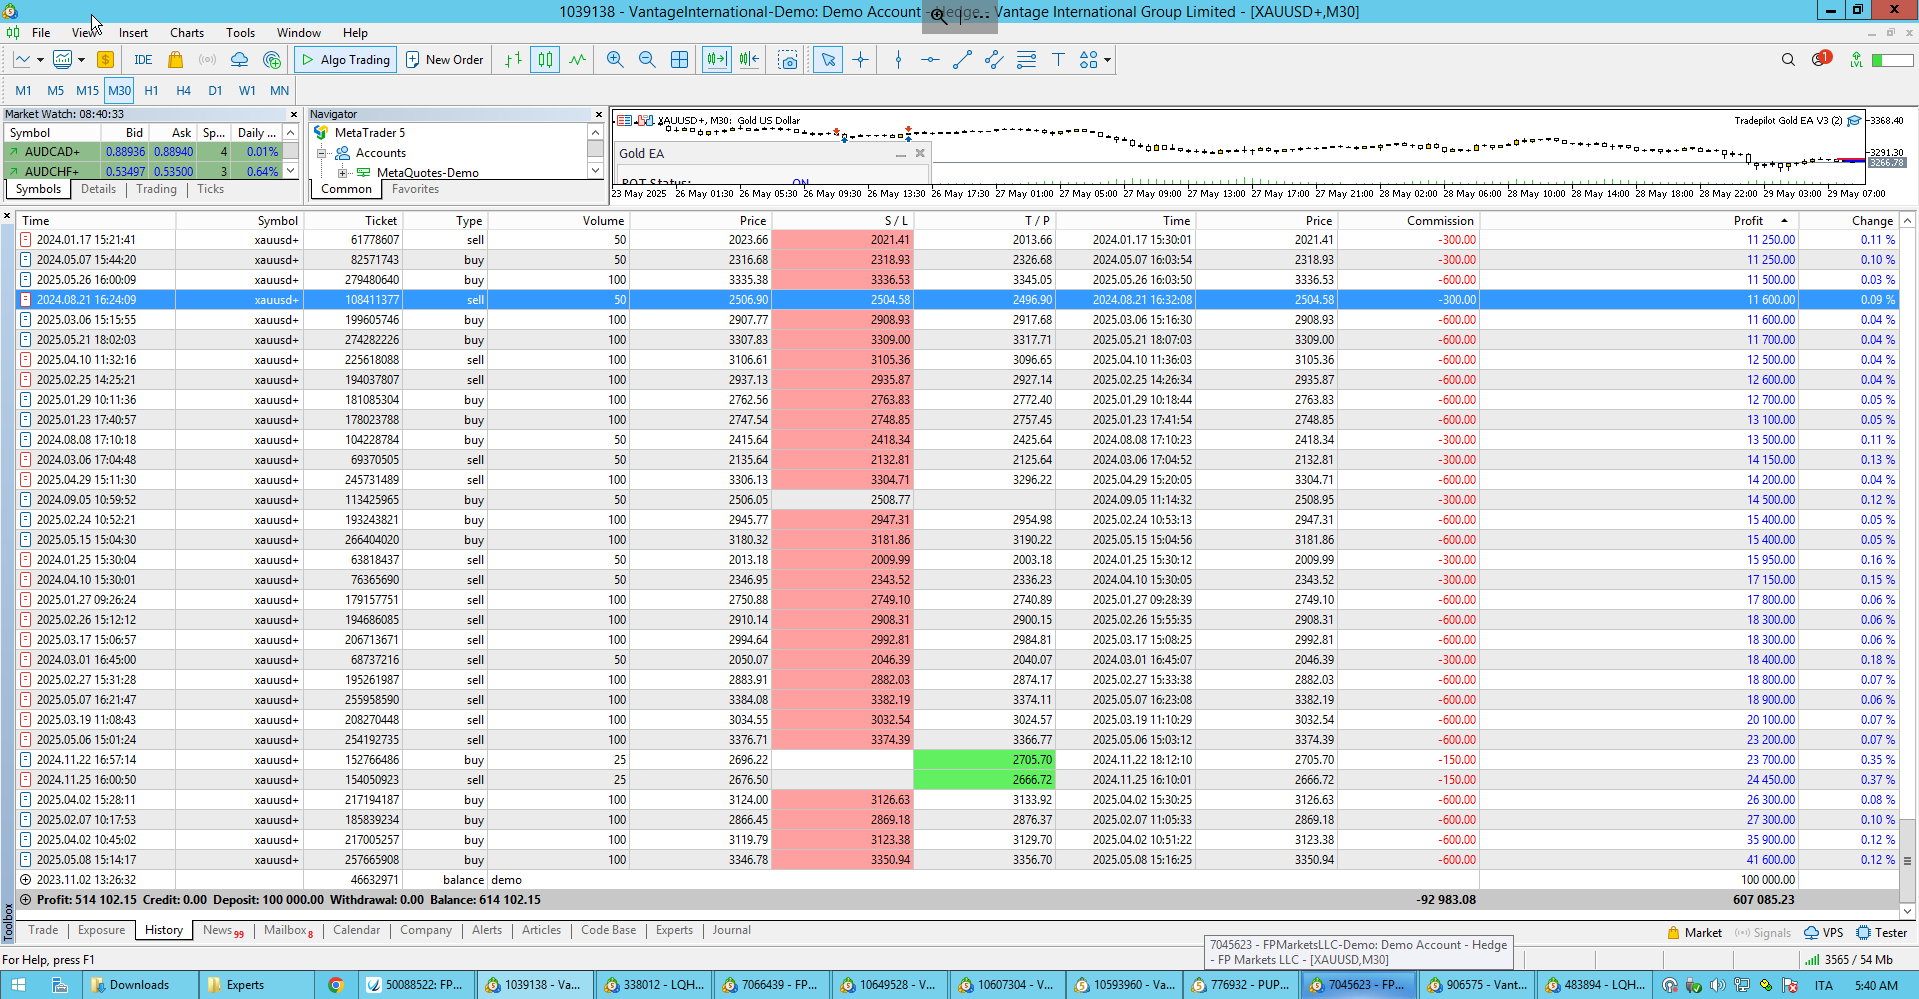 1039138 - VantageInternational-Demo: Demo Account - Hedge - Vantage International Group Limited - [XAUUSD+,M30]
File View Insert Charts Tools Window Help
IDE Algo Trading New Order 1 LVL
M1 M5 M15 M30 H1 H4 D1 W1 MN
Market Watch: 08:40:33
Symbol Bid Ask Sp... Daily ...
AUDCAD+ 0.88936 0.88940 4 0.01%
AUDCHF+ 0.53497 0.53500 3 0.64%
Symbols Details Trading Ticks
Navigator
MetaTrader 5
Accounts
MetaQuotes-Demo
Common Favorites
XAUUSD+, M30: Gold US Dollar
Tradepilot Gold EA V3 (2)
Gold EA
BOT Status: ON
3368.40
3291.30
3266.78
23 May 2025 26 May 01:30 26 May 05:30 26 May 09:30 26 May 13:30 26 May 17:30 27 May 01:00 27 May 05:00 27 May 09:00 27 May 13:00 27 May 17:00 27 May 21:00 28 May 02:00 28 May 06:00 28 May 10:00 28 May 14:00 28 May 18:00 28 May 22:00 29 May 03:00 29 May 07:00
Time Symbol Ticket Type Volume Price S / L T / P Time Price Commission Profit Change
2024.01.17 15:21:41 xauusd+ 61778607 sell 50 2023.66 2021.41 2013.66 2024.01.17 15:30:01 2021.41 -300.00 11 250.00 0.11 %
2024.05.07 15:44:20 xauusd+ 82571743 buy 50 2316.68 2318.93 2326.68 2024.05.07 16:03:54 2318.93 -300.00 11 250.00 0.10 %
2025.05.26 16:00:09 xauusd+ 279480640 buy 100 3335.38 3336.53 3345.05 2025.05.26 16:03:50 3336.53 -600.00 11 500.00 0.03 %
2024.08.21 16:24:09 xauusd+ 108411377 sell 50 2506.90 2504.58 2496.90 2024.08.21 16:32:08 2504.58 -300.00 11 600.00 0.09 %
2025.03.06 15:15:55 xauusd+ 199605746 buy 100 2907.77 2908.93 2917.68 2025.03.06 15:16:30 2908.93 -600.00 11 600.00 0.04 %
2025.05.21 18:02:03 xauusd+ 274282226 buy 100 3307.83 3309.00 3317.71 2025.05.21 18:07:03 3309.00 -600.00 11 700.00 0.04 %
2025.04.10 11:32:16 xauusd+ 225618088 sell 100 3106.61 3105.36 3096.65 2025.04.10 11:36:03 3105.36 -600.00 12 500.00 0.04 %
2025.02.25 14:25:21 xauusd+ 194037807 sell 100 2937.13 2935.87 2927.14 2025.02.25 14:26:34 2935.87 -600.00 12 600.00 0.04 %
2025.01.29 10:11:36 xauusd+ 181085304 buy 100 2762.56 2763.83 2772.40 2025.01.29 10:18:44 2763.83 -600.00 12 700.00 0.05 %
2025.01.23 17:40:57 xauusd+ 178023788 buy 100 2747.54 2748.85 2757.45 2025.01.23 17:41:54 2748.85 -600.00 13 100.00 0.05 %
2024.08.08 17:10:18 xauusd+ 104228784 buy 50 2415.64 2418.34 2425.64 2024.08.08 17:10:23 2418.34 -300.00 13 500.00 0.11 %
2024.03.06 17:04:48 xauusd+ 69370505 sell 50 2135.64 2132.81 2125.64 2024.03.06 17:04:52 2132.81 -300.00 14 150.00 0.13 %
2025.04.29 15:11:30 xauusd+ 245731489 sell 100 3306.13 3304.71 3296.22 2025.04.29 15:20:05 3304.71 -600.00 14 200.00 0.04 %
2024.09.05 10:59:52 xauusd+ 113425965 buy 50 2506.05 2508.77 2024.09.05 11:14:32 2508.95 -300.00 14 500.00 0.12 %
2025.02.24 10:52:21 xauusd+ 193243821 buy 100 2945.77 2947.31 2954.98 2025.02.24 10:53:13 2947.31 -600.00 15 400.00 0.05 %
2025.05.15 15:04:30 xauusd+ 266404020 buy 100 3180.32 3181.86 3190.22 2025.05.15 15:04:56 3181.86 -600.00 15 400.00 0.05 %
2024.01.25 15:30:04 xauusd+ 63818437 sell 50 2013.18 2009.99 2003.18 2024.01.25 15:30:12 2009.99 -300.00 15 950.00 0.16 %
2024.04.10 15:30:01 xauusd+ 76365690 sell 50 2346.95 2343.52 2336.23 2024.04.10 15:30:05 2343.52 -300.00 17 150.00 0.15 %
2025.01.27 09:26:24 xauusd+ 179157751 sell 100 2750.88 2749.10 2740.89 2025.01.27 09:28:39 2749.10 -600.00 17 800.00 0.06 %
2025.02.26 15:12:12 xauusd+ 194686085 sell 100 2910.14 2908.31 2900.15 2025.02.26 15:55:35 2908.31 -600.00 18 300.00 0.06 %
2025.03.17 15:06:57 xauusd+ 206713671 sell 100 2994.64 2992.81 2984.81 2025.03.17 15:08:25 2992.81 -600.00 18 300.00 0.06 %
2024.03.01 16:45:00 xauusd+ 68737216 sell 50 2050.07 2046.39 2040.07 2024.03.01 16:45:07 2046.39 -300.00 18 400.00 0.18 %
2025.02.27 15:31:28 xauusd+ 195261987 sell 100 2883.91 2882.03 2874.17 2025.02.27 15:33:38 2882.03 -600.00 18 800.00 0.07 %
2025.05.07 16:21:47 xauusd+ 255958590 sell 100 3384.08 3382.19 3374.11 2025.05.07 16:23:08 3382.19 -600.00 18 900.00 0.06 %
2025.03.19 11:08:43 xauusd+ 208270448 sell 100 3034.55 3032.54 3024.57 2025.03.19 11:10:29 3032.54 -600.00 20 100.00 0.07 %
2025.05.06 15:01:24 xauusd+ 254192735 sell 100 3376.71 3374.39 3366.77 2025.05.06 15:03:12 3374.39 -600.00 23 200.00 0.07 %
2024.11.22 16:57:14 xauusd+ 152766486 buy 25 2696.22 2705.70 2024.11.22 18:12:10 2705.70 -150.00 23 700.00 0.35 %
2024.11.25 16:00:50 xauusd+ 154050923 sell 25 2676.50 2666.72 2024.11.25 16:10:01 2666.72 -150.00 24 450.00 0.37 %
2025.04.02 15:28:11 xauusd+ 217194187 buy 100 3124.00 3126.63 3133.92 2025.04.02 15:30:25 3126.63 -600.00 26 300.00 0.08 %
2025.02.07 10:17:53 xauusd+ 185839234 buy 100 2866.45 2869.18 2876.37 2025.02.07 11:05:33 2869.18 -600.00 27 300.00 0.10 %
2025.04.02 10:45:02 xauusd+ 217005257 buy 100 3119.79 3123.38 3129.70 2025.04.02 10:51:22 3123.38 -600.00 35 900.00 0.12 %
2025.05.08 15:14:17 xauusd+ 257665908 buy 100 3346.78 3350.94 3356.70 2025.05.08 15:16:25 3350.94 -600.00 41 600.00 0.12 %
2023.11.02 13:26:32 46632971 balance demo 100 000.00
Profit: 514 102.15 Credit: 0.00 Deposit: 100 000.00 Withdrawal: 0.00 Balance: 614 102.15 -92 983.08 607 085.23
Toolbox
Trade Exposure History News 99 Mailbox 8 Calendar Company Alerts Articles Code Base Experts Journal
Market Signals VPS Tester
7045623 - FPMarketsLLC-Demo: Demo Account - Hedge
- FP Markets LLC - [XAUUSD,M30]
For Help, press F1
3565 / 54 Mb
Downloads Experts 50088522: FP... 1039138 - Va... 338012 - LQH... 7066439 - FP... 10649528 - V... 10607304 - V... 10593960 - Va... 776932 - PUP... 7045623 - FP... 906575 - Vant... 483894 - LQH... ITA 5:40 AM